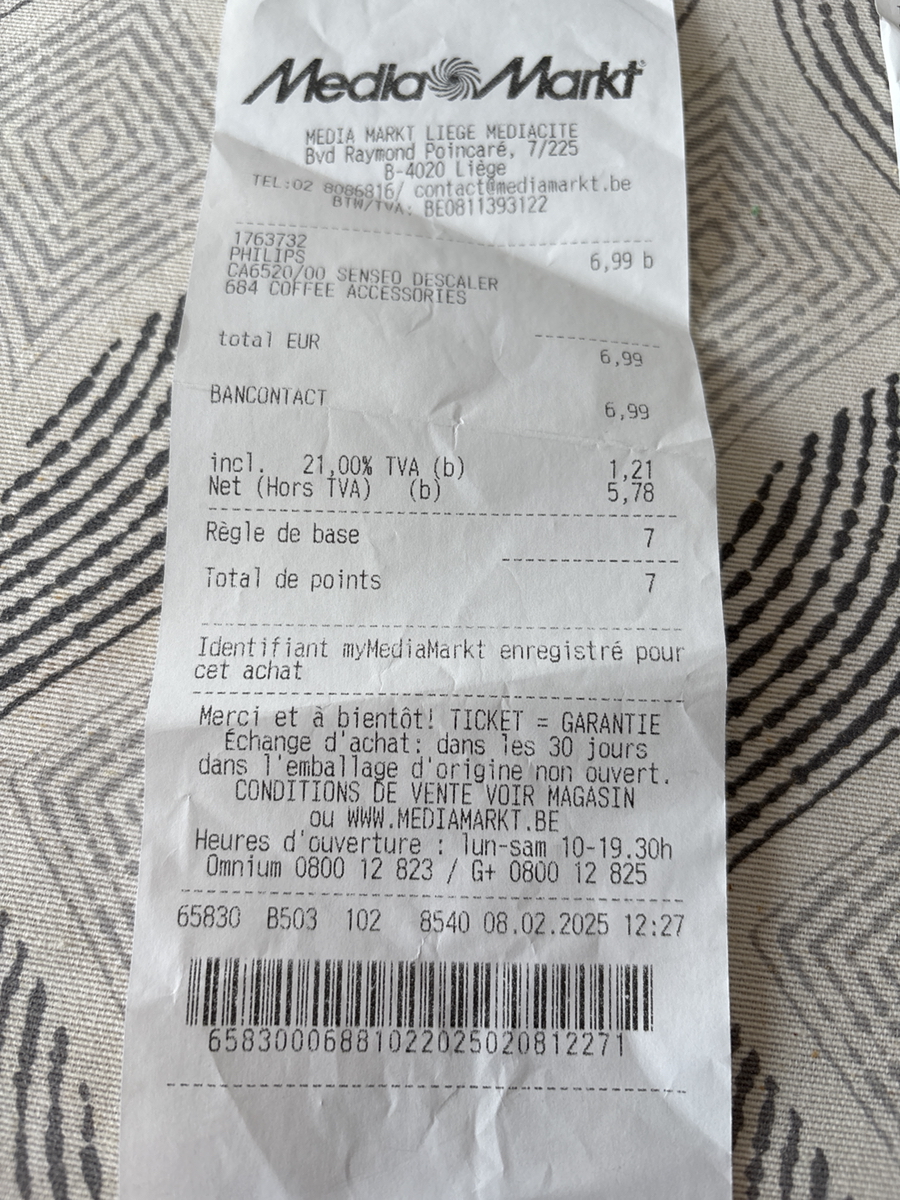 Media Markt
MEDIA MARKT LIEGE MEDIACITE
Bvd Raymond Poincaré, 7/225
B-4020 Liège
TEL:02 8086816/ contact@mediamarkt.be
BTW/TVA: BE0811393122
1763732
PHILIPS 6,99 b
CA6520/00 SENSEO DESCALER
684 COFFEE ACCESSORIES
total EUR 6,99
BANCONTACT 6,99
incl. 21,00% TVA (b) 1,21
Net (Hors TVA) (b) 5,78
Règle de base 7
Total de points 7
Identifiant myMediaMarkt enregistré pour
cet achat
Merci et à bientôt! TICKET = GARANTIE
Échange d'achat: dans les 30 jours
dans l'emballage d'origine non ouvert.
CONDITIONS DE VENTE VOIR MAGASIN
ou WWW.MEDIAMARKT.BE
Heures d'ouverture : lun-sam 10-19.30h
Omnium 0800 12 823 / G+ 0800 12 825
65830 B503 102 8540 08.02.2025 12:27
6583000688102202502081227​1